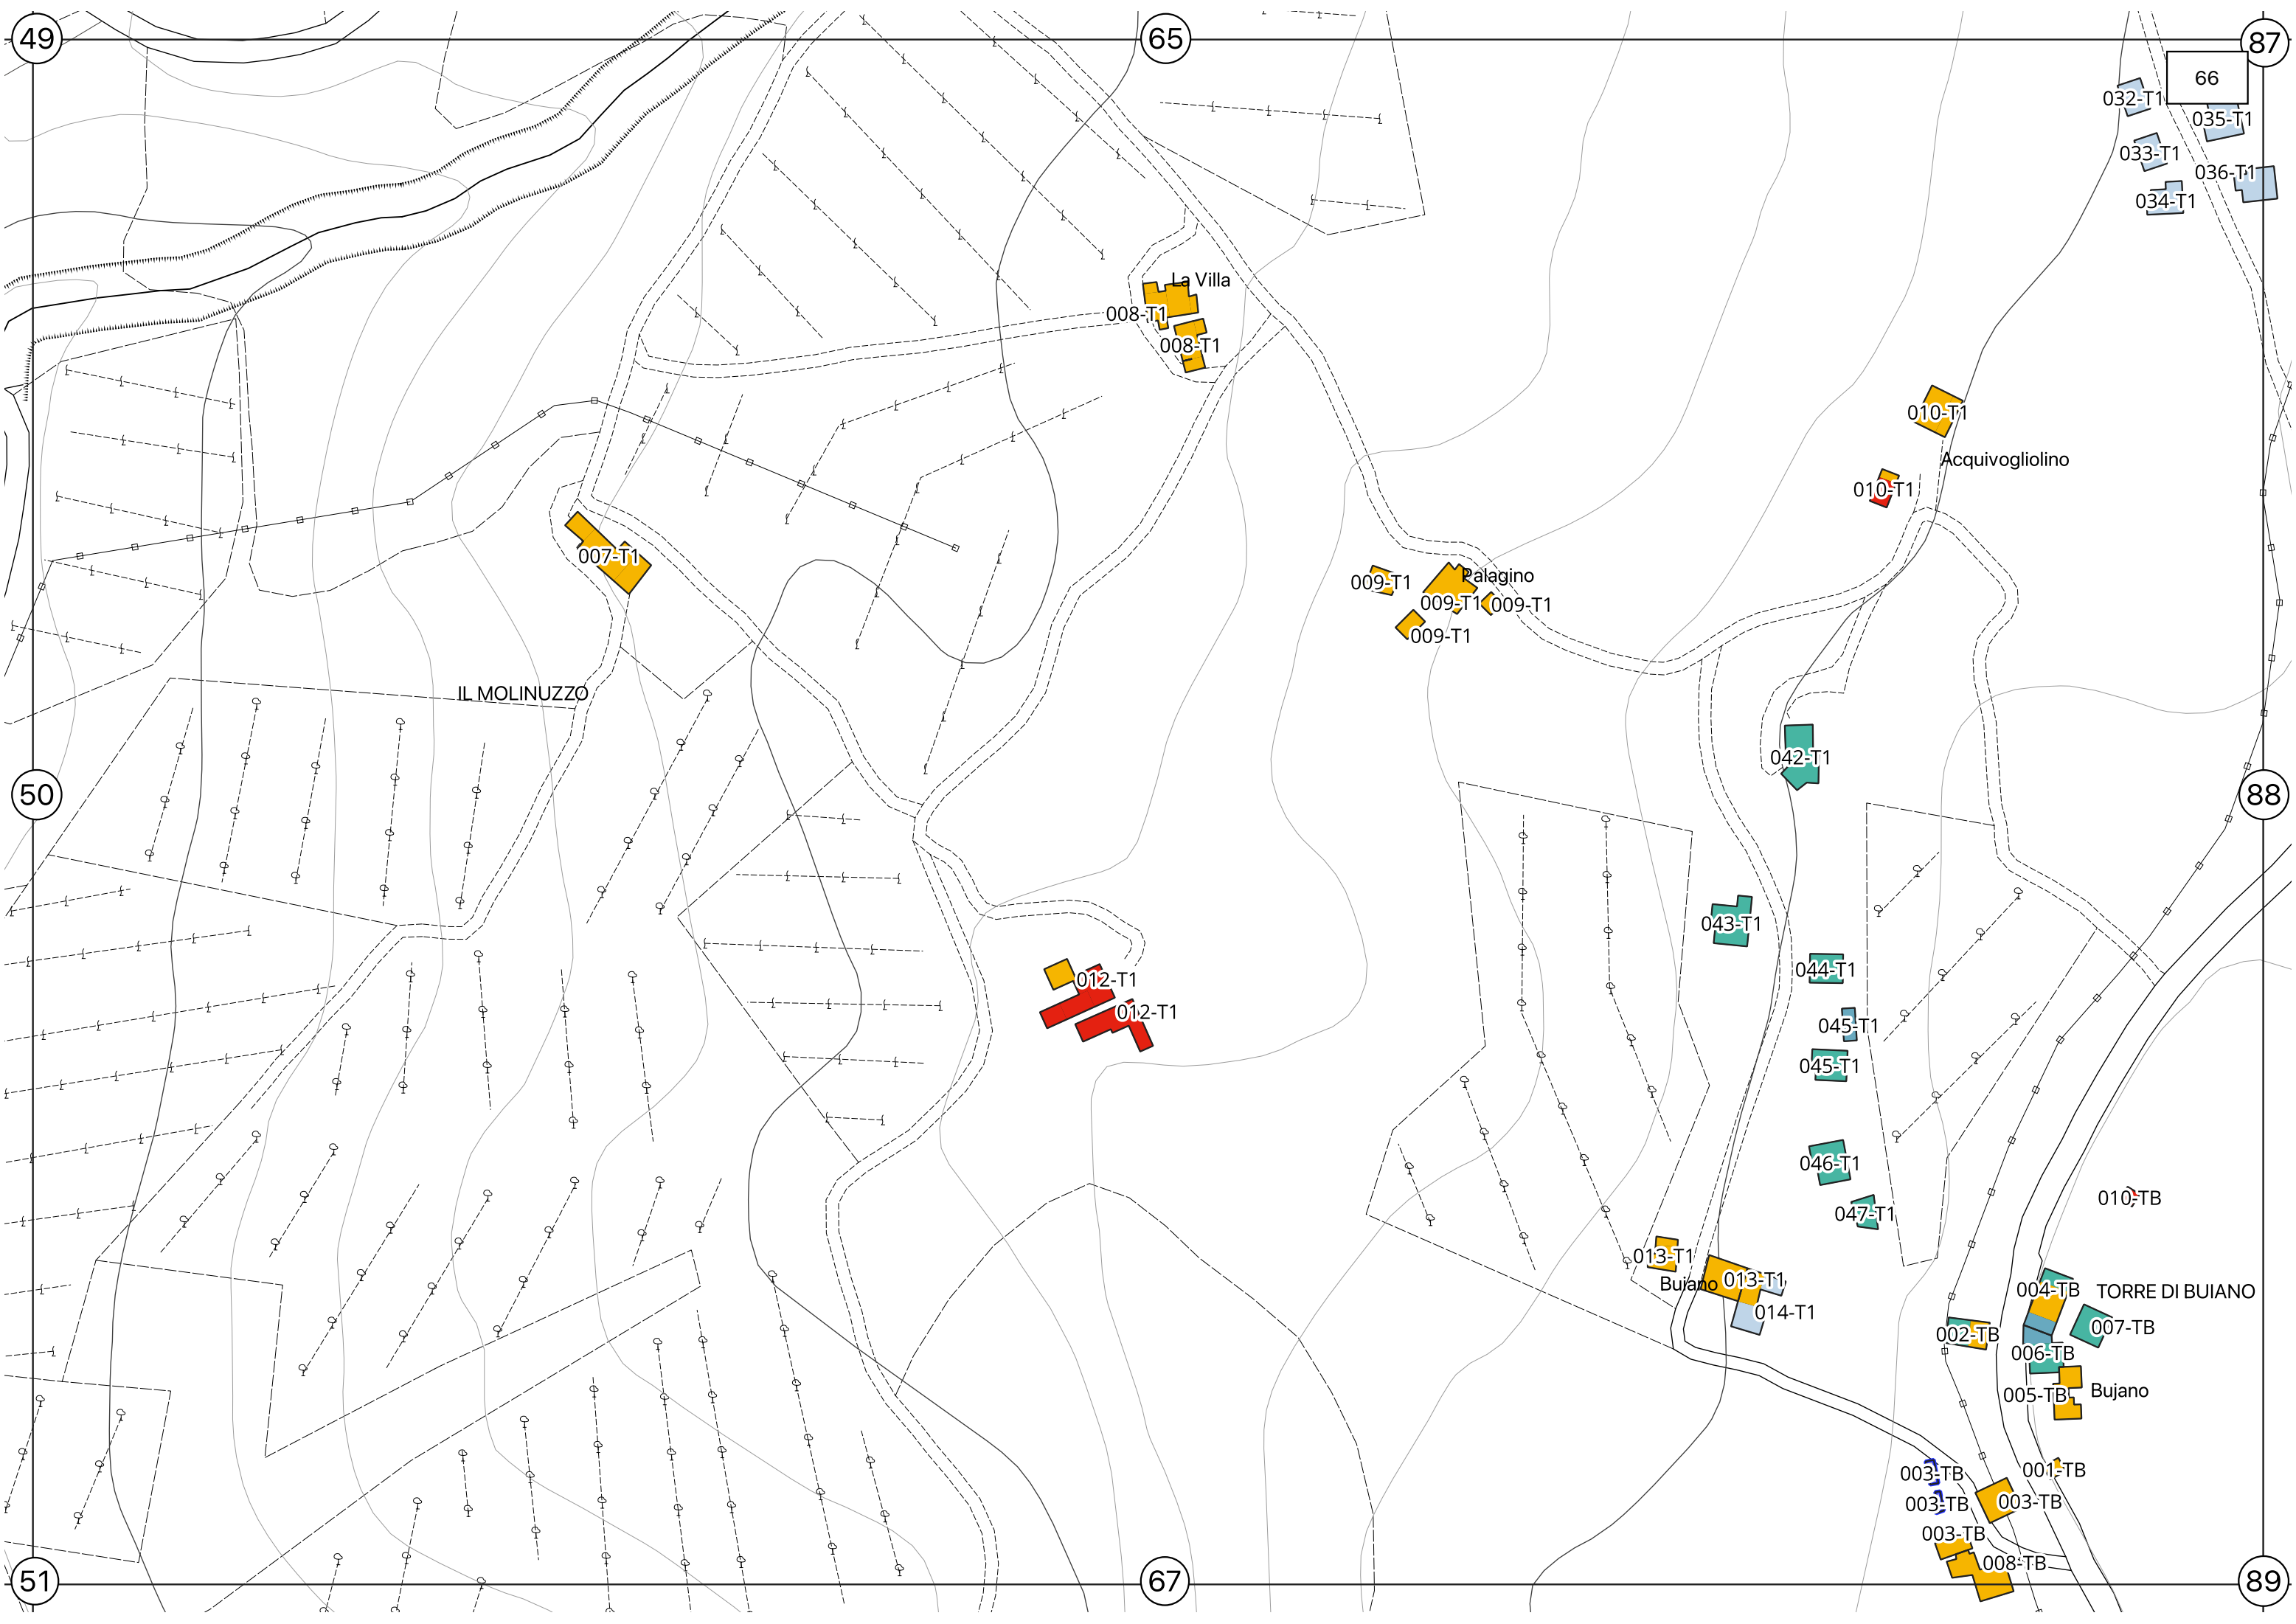 49
65
87
66
032-T1
035-T1
033-T1
036-T1
034-T1
La Villa
008-T1
008-T1
010-T1
Acquivogliolino
010-T1
007-T1
009-T1
Palagino
009-T1
009-T1
009-T1
IL MOLINUZZO
042-T1
50
88
043-T1
044-T1
012-T1
012-T1
045-T1
045-T1
046-T1
010-TB
047-T1
013-T1
Buiano
013-T1
004-TB
TORRE DI BUIANO
014-T1
007-TB
002-TB
006-TB
005-TB
Bujano
003-TB
001-TB
003-TB
003-TB
003-TB
008-TB
51
67
89